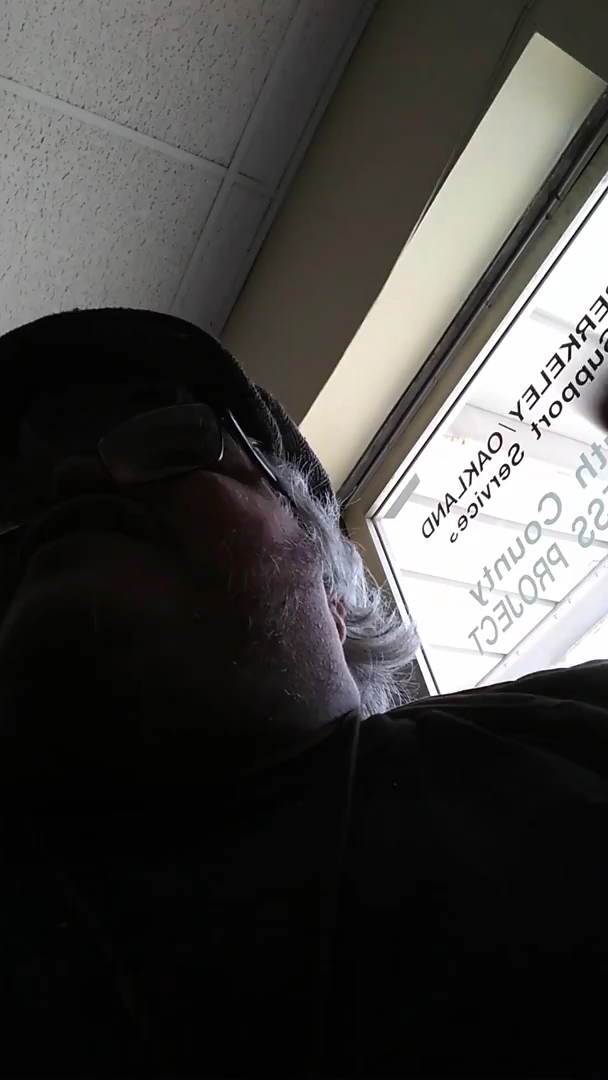 BERKELEY / OAKLAND
Support Services
th County
SS PROJECT